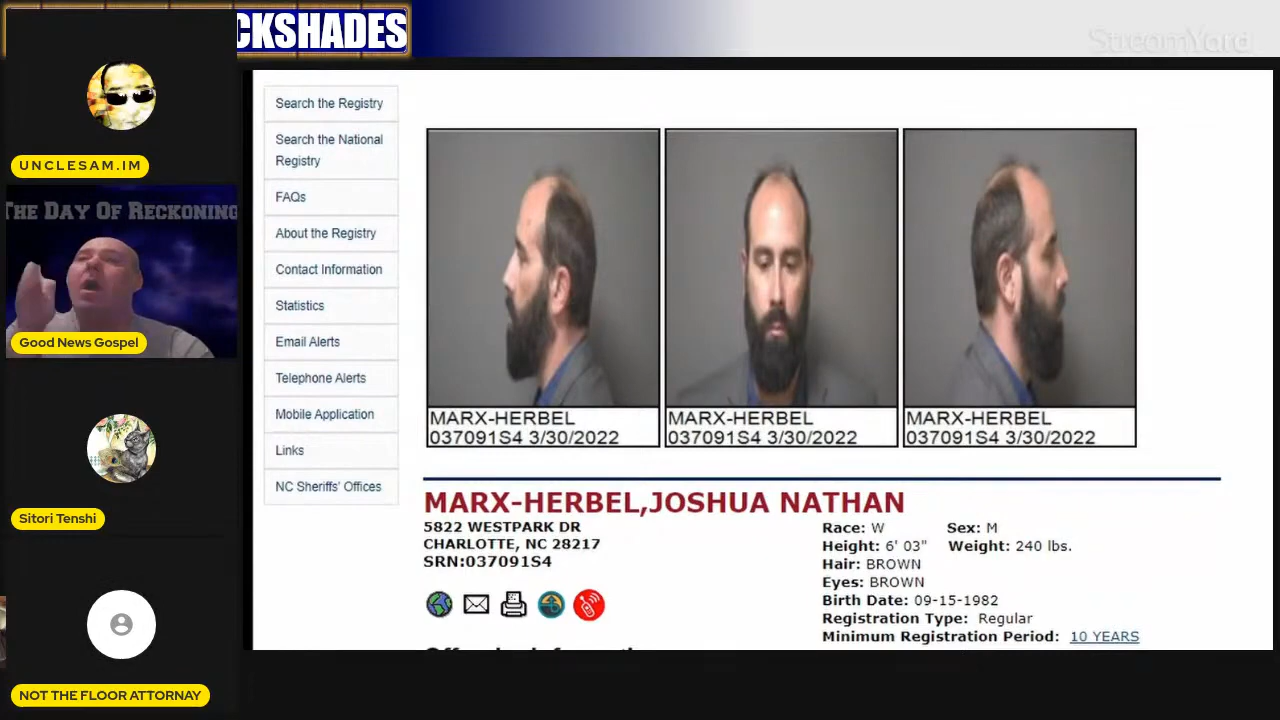 CKSHADES
StreamYard
UNCLESAM.IM
THE DAY OF RECKONING
Good News Gospel
Sitori Tenshi
NOT THE FLOOR ATTORNAY
Search the Registry
Search the National
Registry
FAQs
About the Registry
Contact Information
Statistics
Email Alerts
Telephone Alerts
Mobile Application
Links
NC Sheriffs' Offices
MARX-HERBEL
037091S4 3/30/2022
MARX-HERBEL
037091S4 3/30/2022
MARX-HERBEL
037091S4 3/30/2022
MARX-HERBEL,JOSHUA NATHAN
5822 WESTPARK DR
CHARLOTTE, NC 28217
SRN:037091S4
Race: W Sex: M
Height: 6' 03" Weight: 240 lbs.
Hair: BROWN
Eyes: BROWN
Birth Date: 09-15-1982
Registration Type: Regular
Minimum Registration Period: 10 YEARS